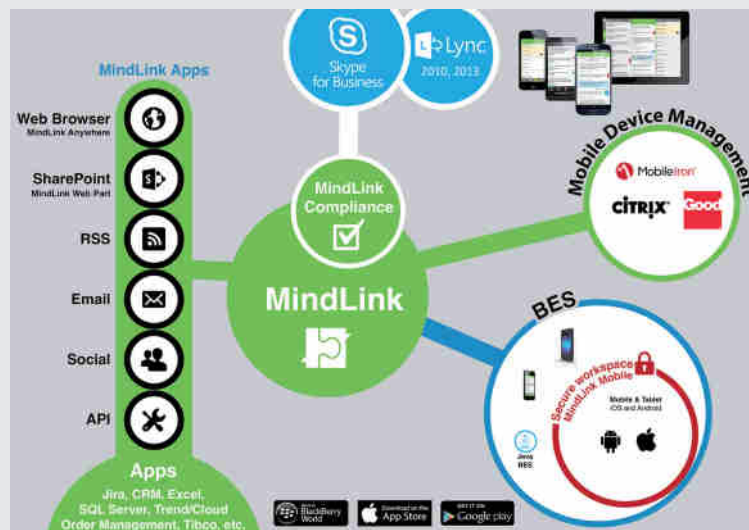 MindLink Apps
Web Browser
MindLink Anywhere
SharePoint
MindLink Web Part
RSS
Email
Social
API
Apps
Jira, CRM, Excel,
SQL Server, Trend/Cloud
Order Management, Tibco, etc.
S
Skype
for Business
L Lync
2010, 2013
MindLink
Compliance
MindLink
Mobile Device Management
MobileIron
CİTRIX
Good
BES
Secure workspace
MindLink Mobile
Mobile & Tablet
iOS and Android
Java
BES
BlackBerry
World
Download on the
App Store
GET IT ON
Google play